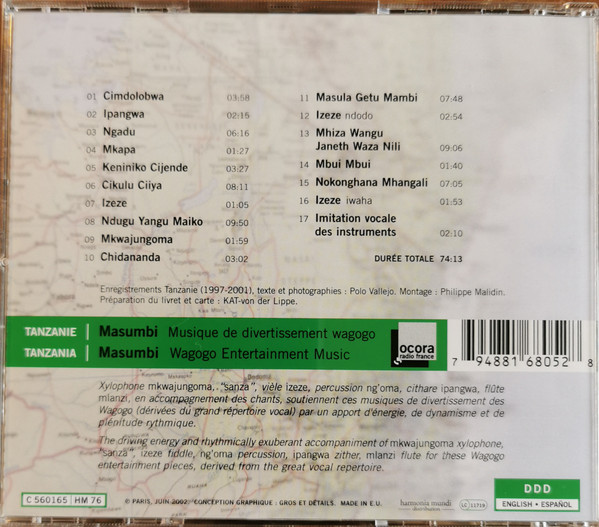 01 Cimdolobwa 03:58
02 Ipangwa 02:15
03 Ngadu 06:16
04 Mkapa 01:27
05 Keniniko Cijende 03:27
06 Cikulu Ciiya 08:11
07 Izeze 01:05
08 Ndugu Yangu Maiko 09:50
09 Mkwajungoma 01:59
10 Chidananda 03:02
11 Masula Getu Mambi 07:48
12 Izeze ndodo 02:54
13 Mhiza Wangu
Janeth Waza Nili 09:06
14 Mbui Mbui 01:40
15 Nokonghana Mhangali 07:05
16 Izeze iwaha 01:53
17 Imitation vocale
des instruments 02:10
DURÉE TOTALE 74:13
Enregistrements Tanzanie (1997-2001), texte et photographies : Polo Vallejo. Montage : Philippe Malidin.
Préparation du livret et carte : KAT-von der Lippe.
TANZANIE | Masumbi Musique de divertissement wagogo
TANZANIA | Masumbi Wagogo Entertainment Music
ocora
radio france
7 94881 68052 8
Xylophone mkwajungoma, "sanza", vièle izeze, percussion ng'oma, cithare ipangwa, flûte
mlanzi, en accompagnement des chants, soutiennent ces musiques de divertissement des
Wagogo (dérivées du grand répertoire vocal) par un apport d'énergie, de dynamisme et de
plénitude rythmique.
The driving energy and rhythmically exuberant accompaniment of mkwajungoma xylophone,
"sanza", izeze fiddle, ng'oma percussion, ipangwa zither, mlanzi flute for these Wagogo
entertainment pieces, derived from the great vocal repertoire.
C 560165 HM 76
© PARIS, JUIN 2002. CONCEPTION GRAPHIQUE : GROS ET DÉTAILS. MADE IN E.U.
harmonia mundi
distribution
LC 11719
DDD
ENGLISH • ESPAÑOL